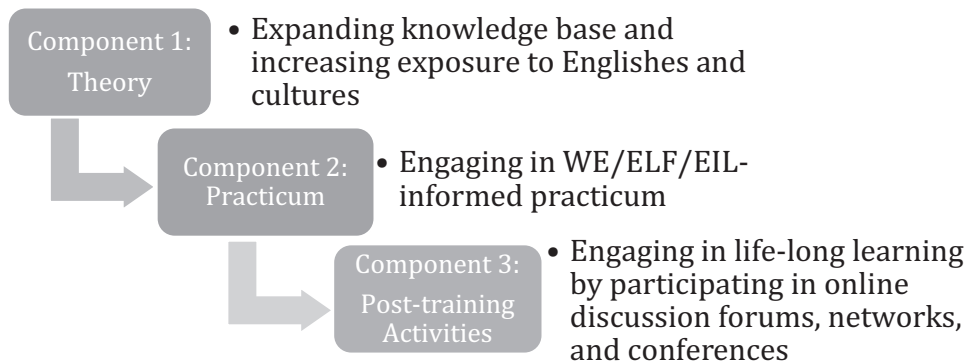 Component 1:
Theory
• Expanding knowledge base and
increasing exposure to Englishes and
cultures
Component 2:
Practicum
• Engaging in WE/ELF/EIL-
informed practicum
Component 3:
Post-training
Activities
• Engaging in life-long learning
by participating in online
discussion forums, networks,
and conferences